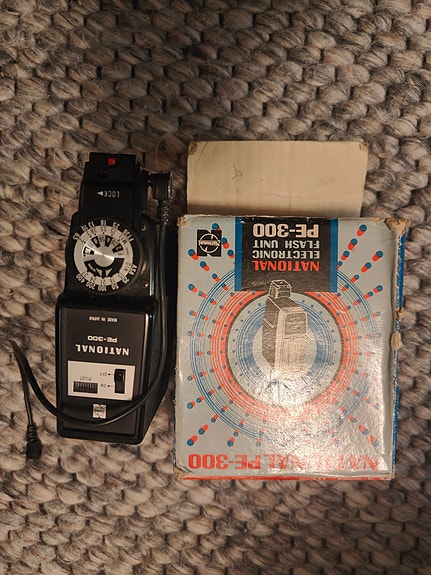 LOCK
NATIONAL
PE-300
MADE IN JAPAN
PILOT
ON
OFF
NATIONAL PE-300
National
NATIONAL
ELECTRONIC
FLASH UNIT
PE-300